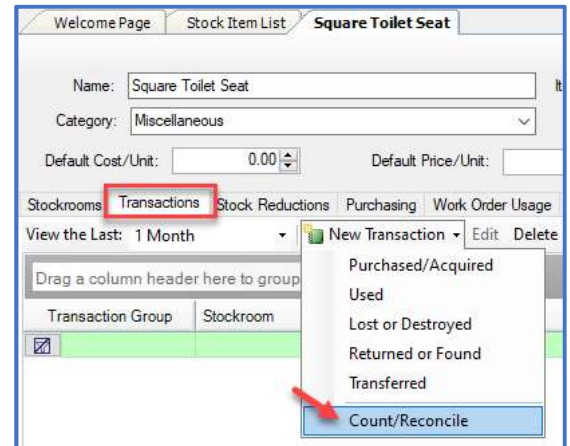 Welcome Page Stock Item List Square Toilet Seat
Name: Square Toilet Seat It
Category: Miscellaneous
Default Cost/Unit: 0.00 Default Price/Unit:
Stockrooms Transactions Stock Reductions Purchasing Work Order Usage
View the Last: 1 Month New Transaction Edit Delete
Drag a column header here to group
Purchased/Acquired
Transaction Group Stockroom
Used
Lost or Destroyed
Returned or Found
Transferred
Count/Reconcile